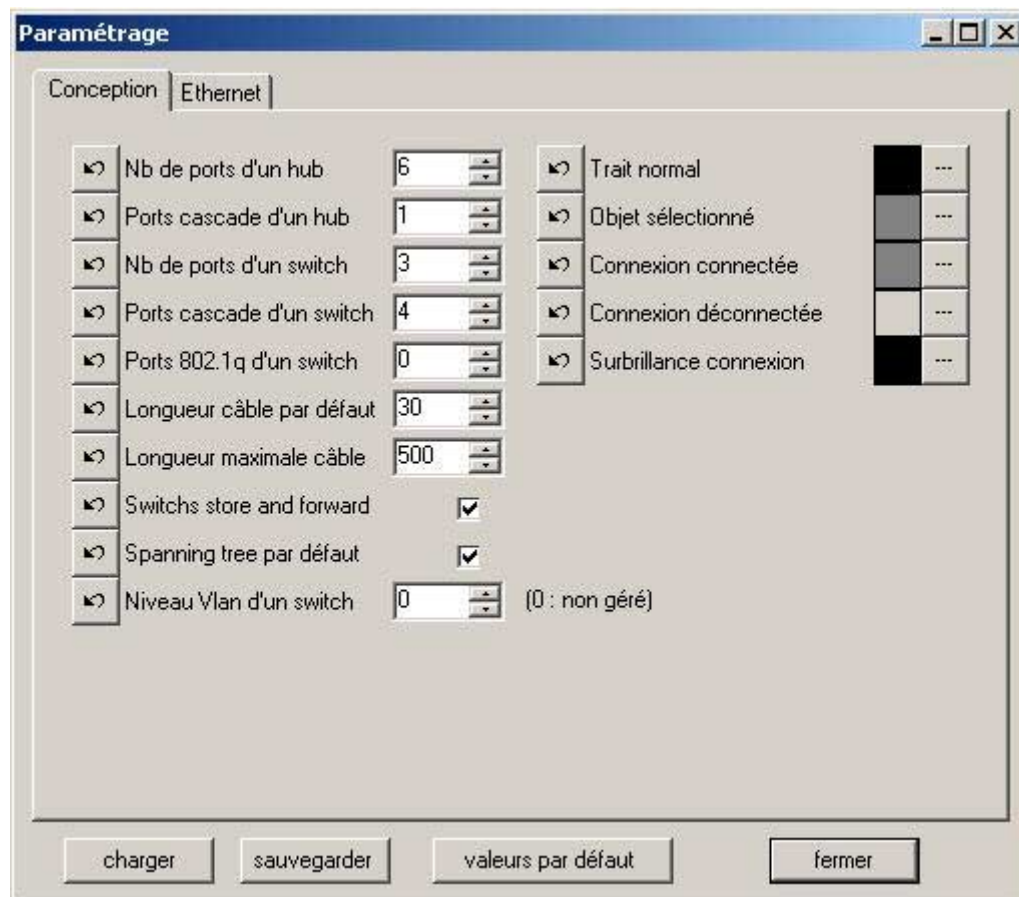 Paramétrage
Conception Ethernet
Nb de ports d'un hub 6
Ports cascade d'un hub 1
Nb de ports d'un switch 3
Ports cascade d'un switch 4
Ports 802.1q d'un switch 0
Longueur câble par défaut 30
Longueur maximale câble 500
Switchs store and forward
Spanning tree par défaut
Niveau Vlan d'un switch 0 (0 : non géré)
Trait normal ---
Objet sélectionné ---
Connexion connectée ---
Connexion déconnectée ---
Surbrillance connexion ---
charger sauvegarder valeurs par défaut fermer